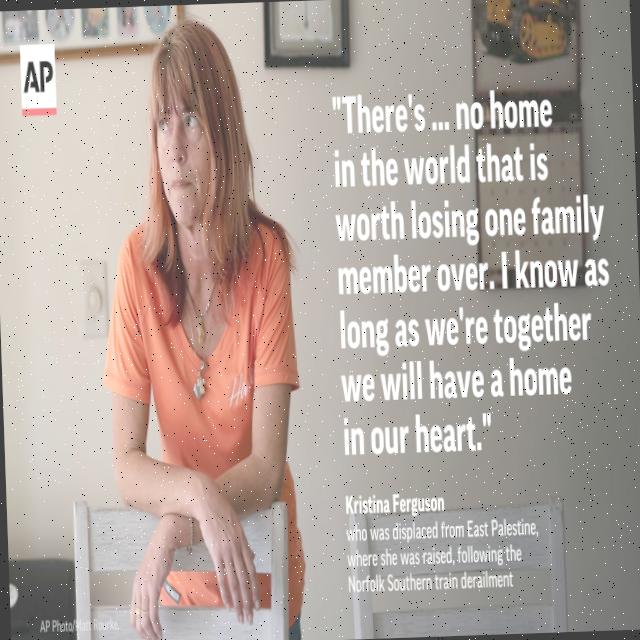 AP
"There's ... no home
in the world that is
worth losing one family
member over. I know as
long as we're together
we will have a home
in our heart."
Kristina Ferguson
who was displaced from East Palestine,
where she was raised, following the
Norfolk Southern train derailment
AP Photo/Matt Rourke